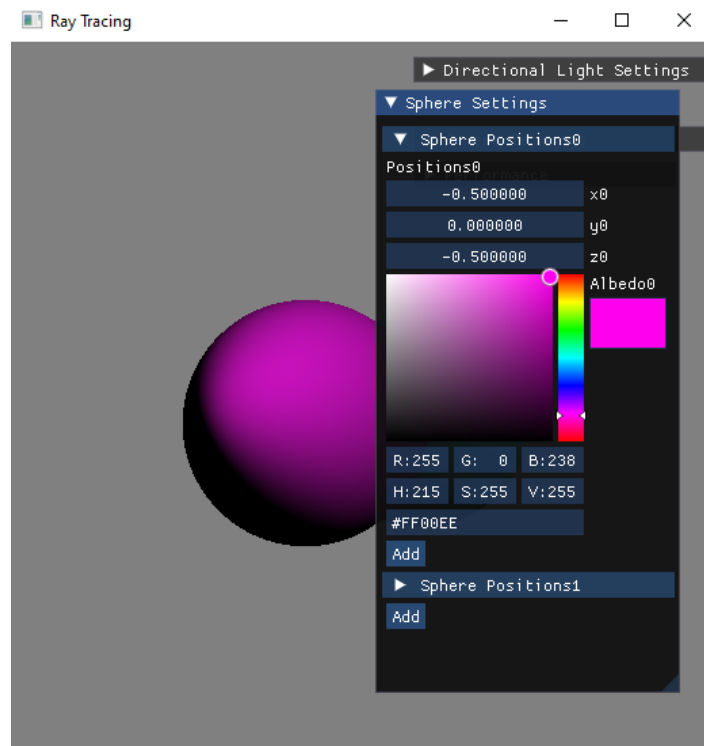 Ray Tracing
Directional Light Settings
Sphere Settings
Sphere Positions0
Positions0
-0.500000 x0
0.000000 y0
-0.500000 z0
Albedo0
R:255 G: 0 B:238
H:215 S:255 V:255
#FF00EE
Add
Sphere Positions1
Add